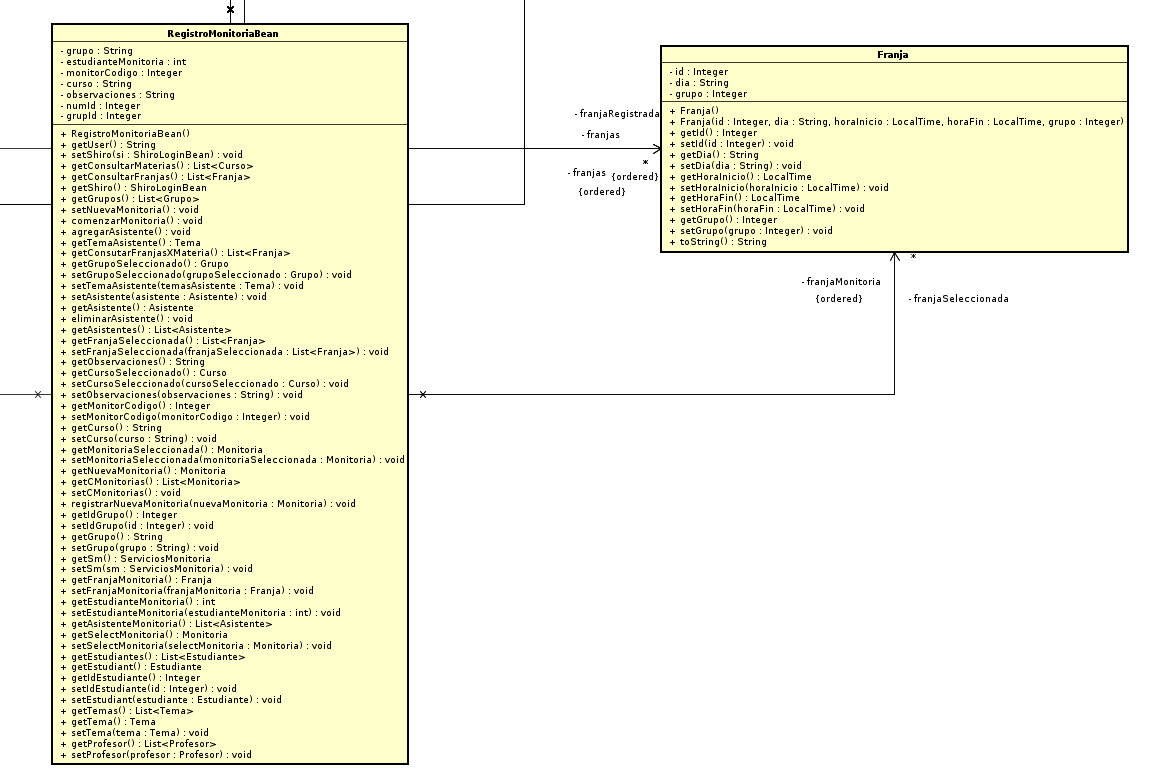 RegistroMonitoriaBean
- grupo : String
- estudianteMonitoria : int
- monitorCodigo : Integer
- curso : String
- observaciones : String
- numId : Integer
- grupId : Integer
+ RegistroMonitoriaBean()
+ getUser() : String
+ setShiro(si : ShiroLoginBean) : void
+ getConsultarMaterias() : List<Curso>
+ getConsultarFranjas() : List<Franja>
+ getShiro() : ShiroLoginBean
+ getGrupos() : List<Grupo>
+ setNuevaMonitoria() : void
+ comenzarMonitoria() : void
+ agregarAsistente() : void
+ getTemaAsistente() : Tema
+ getConsutarFranjasXMateria() : List<Franja>
+ getGrupoSeleccionado() : Grupo
+ setGrupoSeleccionado(grupoSeleccionado : Grupo) : void
+ setTemaAsistente(temasAsistente : Tema) : void
+ setAsistente(asistente : Asistente) : void
+ getAsistente() : Asistente
+ eliminarAsistente() : void
+ getAsistentes() : List<Asistente>
+ getFranjaSeleccionada() : List<Franja>
+ setFranjaSeleccionada(franjaSeleccionada : List<Franja>) : void
+ getObservaciones() : String
+ getCursoSeleccionado() : Curso
+ setCursoSeleccionado(cursoSeleccionado : Curso) : void
+ setObservaciones(observaciones : String) : void
+ getMonitorCodigo() : Integer
+ setMonitorCodigo(monitorCodigo : Integer) : void
+ getCurso() : String
+ setCurso(curso : String) : void
+ getMonitoriaSeleccionada() : Monitoria
+ setMonitoriaSeleccionada(monitoriaSeleccionada : Monitoria) : void
+ getNuevaMonitoria() : Monitoria
+ getCMonitorias() : List<Monitoria>
+ setCMonitorias() : void
+ registrarNuevaMonitoria(nuevaMonitoria : Monitoria) : void
+ getIdGrupo() : Integer
+ setIdGrupo(id : Integer) : void
+ getGrupo() : String
+ setGrupo(grupo : String) : void
+ getSm() : ServiciosMonitoria
+ setSm(sm : ServiciosMonitoria) : void
+ getFranjaMonitoria() : Franja
+ setFranjaMonitoria(franjaMonitoria : Franja) : void
+ getEstudianteMonitoria() : int
+ setEstudianteMonitoria(estudianteMonitoria : int) : void
+ getAsistenteMonitoria() : List<Asistente>
+ getSelectMonitoria() : Monitoria
+ setSelectMonitoria(selectMonitoria : Monitoria) : void
+ getEstudiantes() : List<Estudiante>
+ getEstudiant() : Estudiante
+ getIdEstudiante() : Integer
+ setIdEstudiante(id : Integer) : void
+ setEstudiant(estudiante : Estudiante) : void
+ getTemas() : List<Tema>
+ getTema() : Tema
+ setTema(tema : Tema) : void
+ getProfesor() : List<Profesor>
+ setProfesor(profesor : Profesor) : void
- franjaRegistrada
- franjas
*
- franjas {ordered}
{ordered}
Franja
- id : Integer
- dia : String
- grupo : Integer
+ Franja()
+ Franja(id : Integer, dia : String, horaInicio : LocalTime, horaFin : LocalTime, grupo : Integer)
+ getId() : Integer
+ setId(id : Integer) : void
+ getDia() : String
+ setDia(dia : String) : void
+ getHoraInicio() : LocalTime
+ setHoraInicio(horaInicio : LocalTime) : void
+ getHoraFin() : LocalTime
+ setHoraFin(horaFin : LocalTime) : void
+ getGrupo() : Integer
+ setGrupo(grupo : Integer) : void
+ toString() : String
*
- franjaMonitoria
{ordered}
- franjaSeleccionada